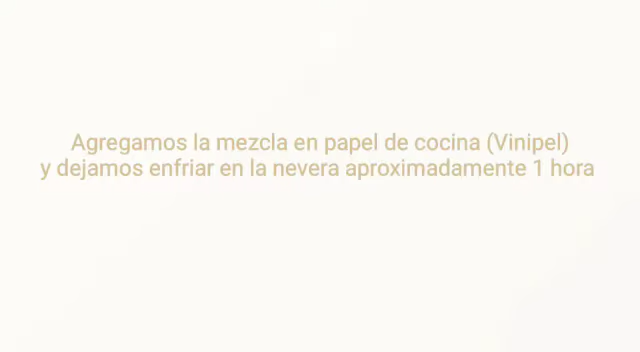 Agregamos la mezcla en papel de cocina (Vinipel)
y dejamos enfriar en la nevera aproximadamente 1 hora